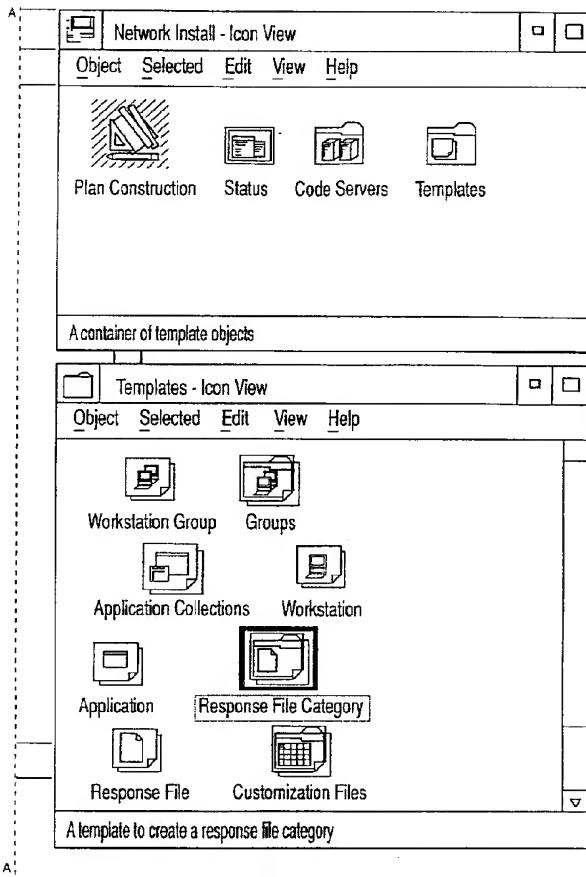 A
Network Install - Icon View
Object Selected Edit View Help
Plan Construction Status Code Servers Templates
A container of template objects
Templates - Icon View
Object Selected Edit View Help
Workstation Group Groups
Application Collections Workstation
Application Response File Category
Response File Customization Files
A template to create a response file category
A